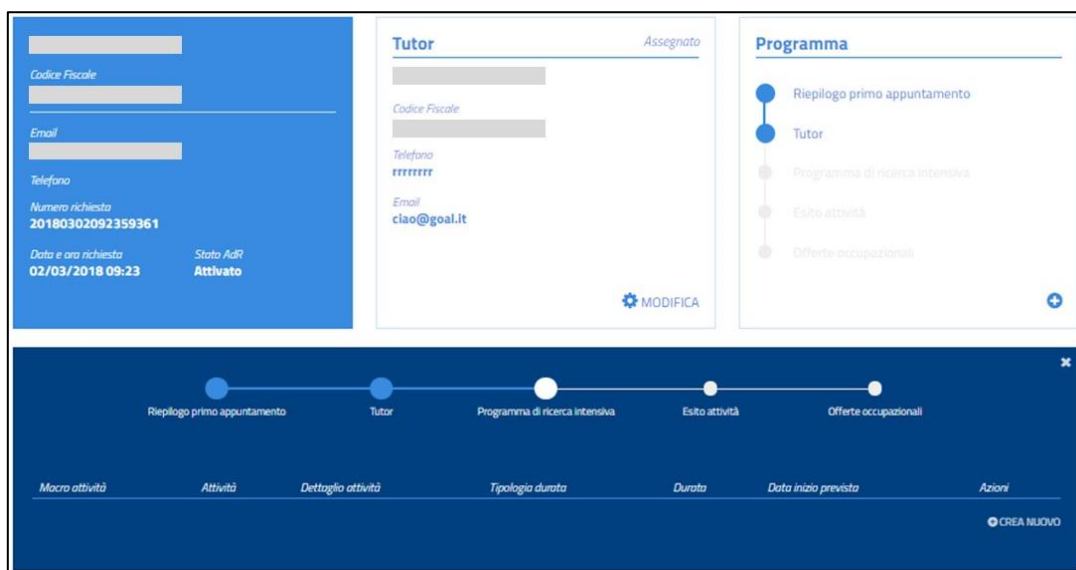 Codice Fiscale
Email
Telefono
Numero richiesta
20180302092359361
Data e ora richiesta Stato AdR
02/03/2018 09:23 Attivato
Tutor Assegnato
Codice Fiscale
Telefono
rrrrrrrr
Email
ciao@goal.it
MODIFICA
Programma
Riepilogo primo appuntamento
Tutor
Programma di ricerca intensiva
Esito attività
Offerte occupazionali
Riepilogo primo appuntamento Tutor Programma di ricerca intensiva Esito attività Offerte occupazionali
Macro attività Attività Dettaglio attività Tipologia durata Durata Data inizio prevista Azioni
CREA NUOVO